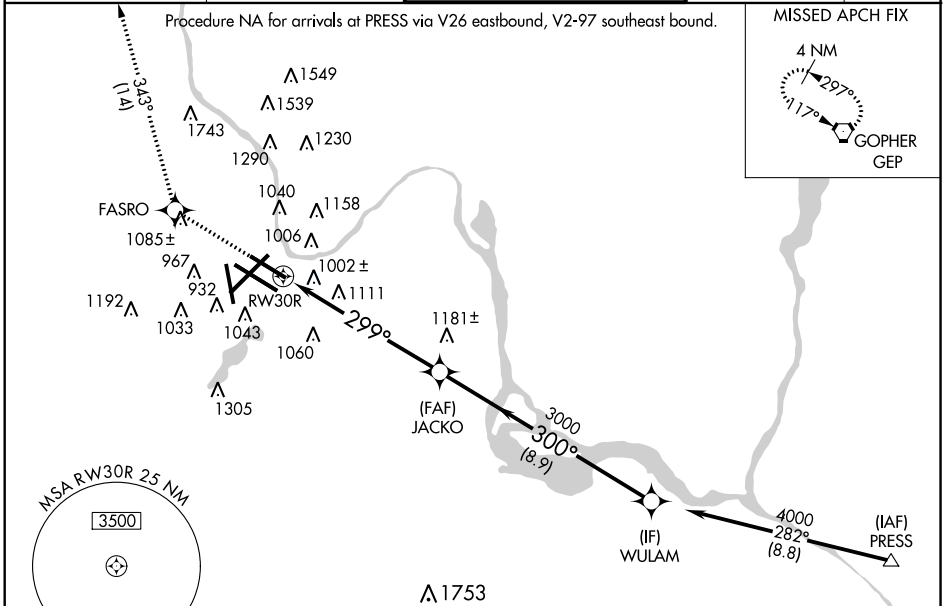 Procedure NA for arrivals at PRESS via V26 eastbound, V2-97 southeast bound.
MISSED APCH FIX
4 NM
297°
117°
GOPHER
GEP
343°
(14)
1549
1539
1743
1290
1230
1040
1158
FASRO
1085±
1006
967
1002 ±
932
RW30R
1111
1192
1033
1043
299°
1181±
1060
(FAF)
JACKO
1305
3000
300°
(8.9)
MSA RW30R 25 NM
3500
(IF)
WULAM
4000
282°
(8.8)
(IAF)
PRESS
1753